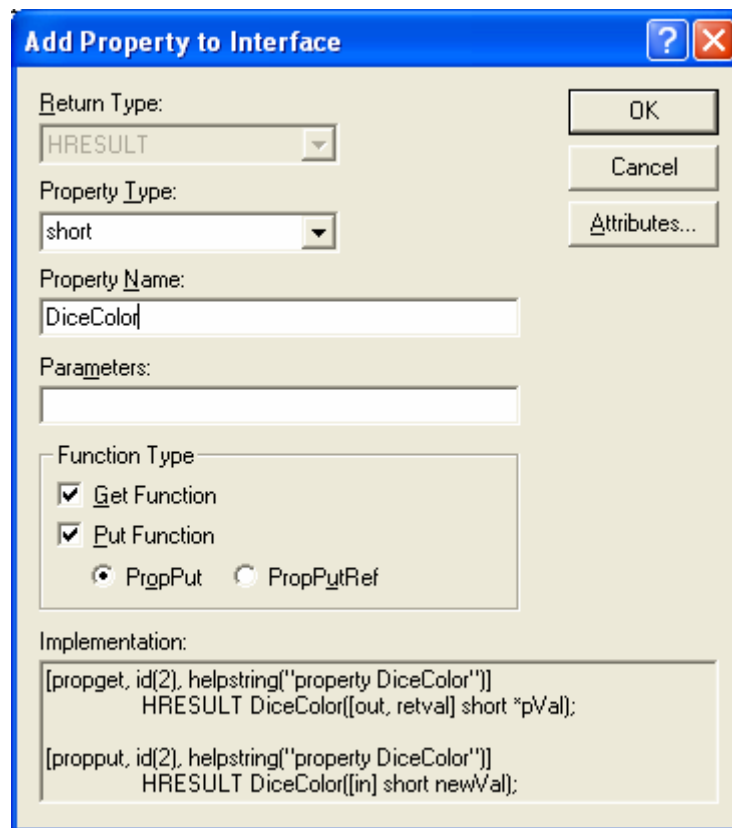 Add Property to Interface
Return Type:
HRESULT
OK
Cancel
Property Type:
short
Attributes...
Property Name:
DiceColor
Parameters:
Function Type
Get Function
Put Function
PropPut PropPutRef
Implementation:
[propget, id(2), helpstring("property DiceColor")]
HRESULT DiceColor([out, retval] short *pVal);
[propput, id(2), helpstring("property DiceColor")]
HRESULT DiceColor([in] short newVal);